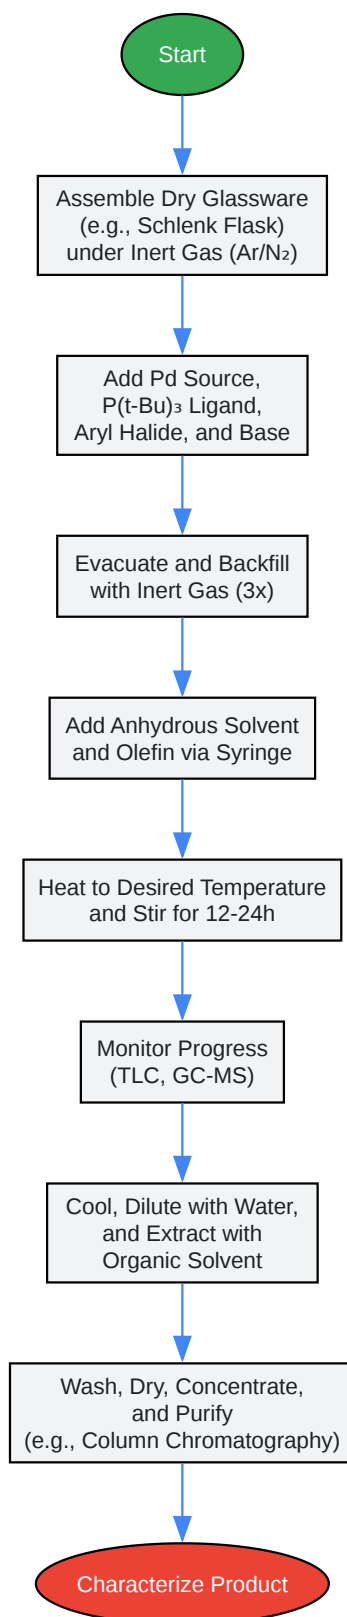 Start
Assemble Dry Glassware
(e.g., Schlenk Flask)
under Inert Gas (Ar/N₂)
Add Pd Source,
P(t-Bu)₃ Ligand,
Aryl Halide, and Base
Evacuate and Backfill
with Inert Gas (3x)
Add Anhydrous Solvent
and Olefin via Syringe
Heat to Desired Temperature
and Stir for 12-24h
Monitor Progress
(TLC, GC-MS)
Cool, Dilute with Water,
and Extract with
Organic Solvent
Wash, Dry, Concentrate,
and Purify
(e.g., Column Chromatography)
Characterize Product